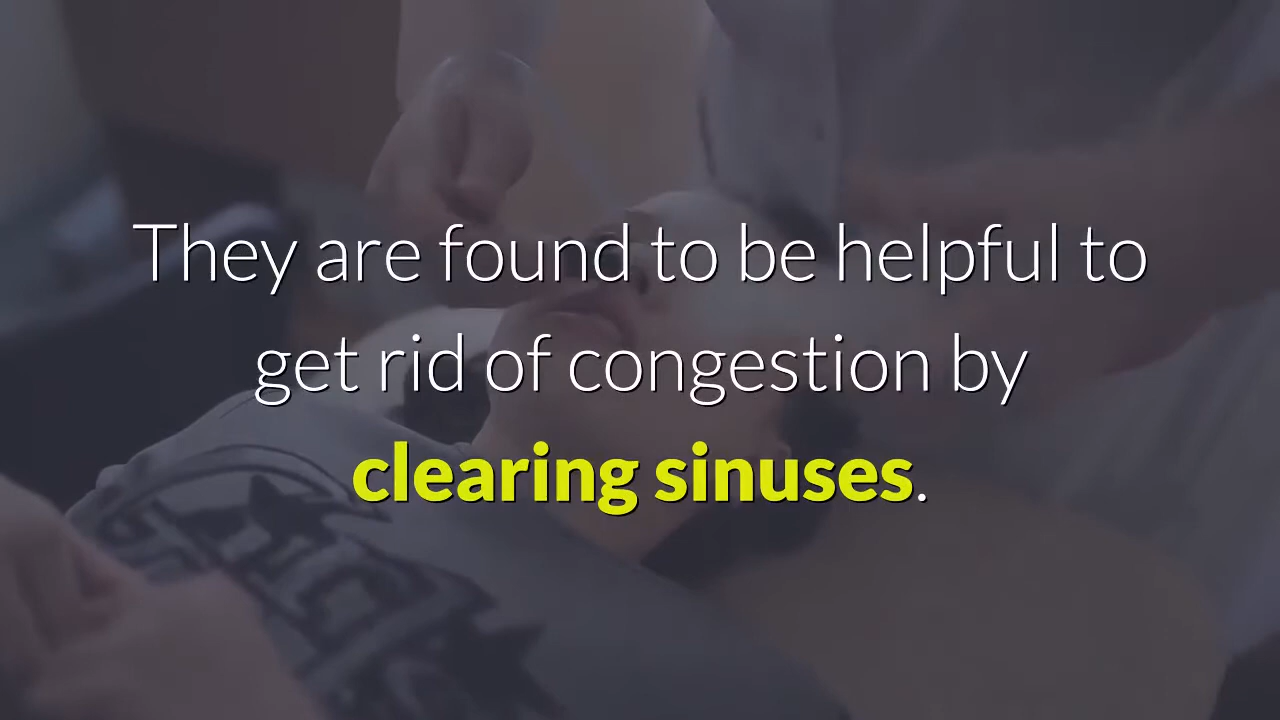 They are found to be helpful to
get rid of congestion by
clearing sinuses.